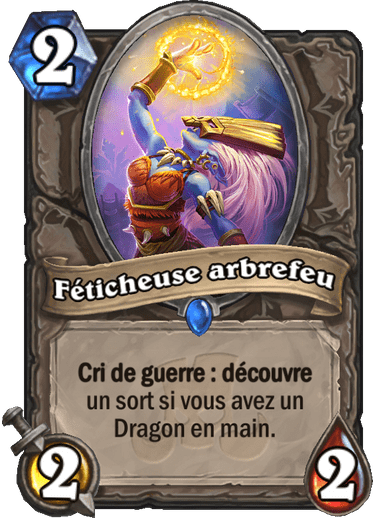 2
Féticheuse arbrefeu
Cri de guerre : découvre
un sort si vous avez un
Dragon en main.
2
2